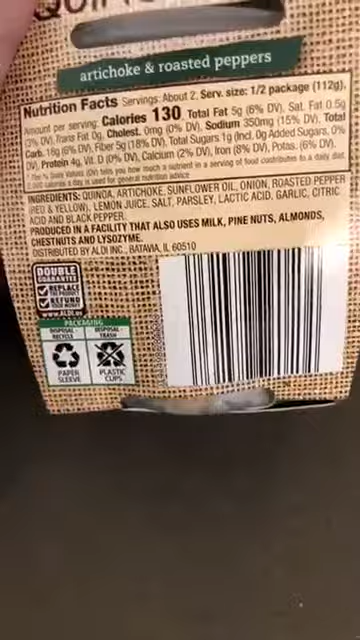 QUIN
artichoke & roasted peppers
Nutrition Facts Servings: About 2, Serv. size: 1/2 package (112g),
Amount per serving: Calories 130, Total Fat 5g (6% DV), Sat. Fat 0.5g
(3% DV), Trans Fat 0g, Cholest. 0mg (0% DV), Sodium 350mg (15% DV), Total
Carb. 18g (6% DV), Fiber 5g (18% DV), Total Sugars 1g (Incl. 0g Added Sugars, 0%
DV), Protein 4g, Vit. D (0% DV), Calcium (2% DV), Iron (8% DV), Potas. (6% DV).
The % Daily Values (DV) tells you how much a nutrient in a serving of food contributes to a daily diet.
2,000 calories a day is used for general nutrition advice
INGREDIENTS: QUINOA, ARTICHOKE, SUNFLOWER OIL, ONION, ROASTED PEPPER
(RED & YELLOW), LEMON JUICE, SALT, PARSLEY, LACTIC ACID, GARLIC, CITRIC
ACID AND BLACK PEPPER.
PRODUCED IN A FACILITY THAT ALSO USES MILK, PINE NUTS, ALMONDS,
CHESTNUTS AND LYSOZYME.
DISTRIBUTED BY ALDI INC., BATAVIA, IL 60510
DOUBLE
GUARANTEE
REPLACE
THE PRODUCT
REFUND
YOUR MONEY
www.ALDI.us
PACKAGING
DISPOSAL: RECYCLE
DISPOSAL: TRASH
PAPER SLEEVE
PLASTIC CUPS